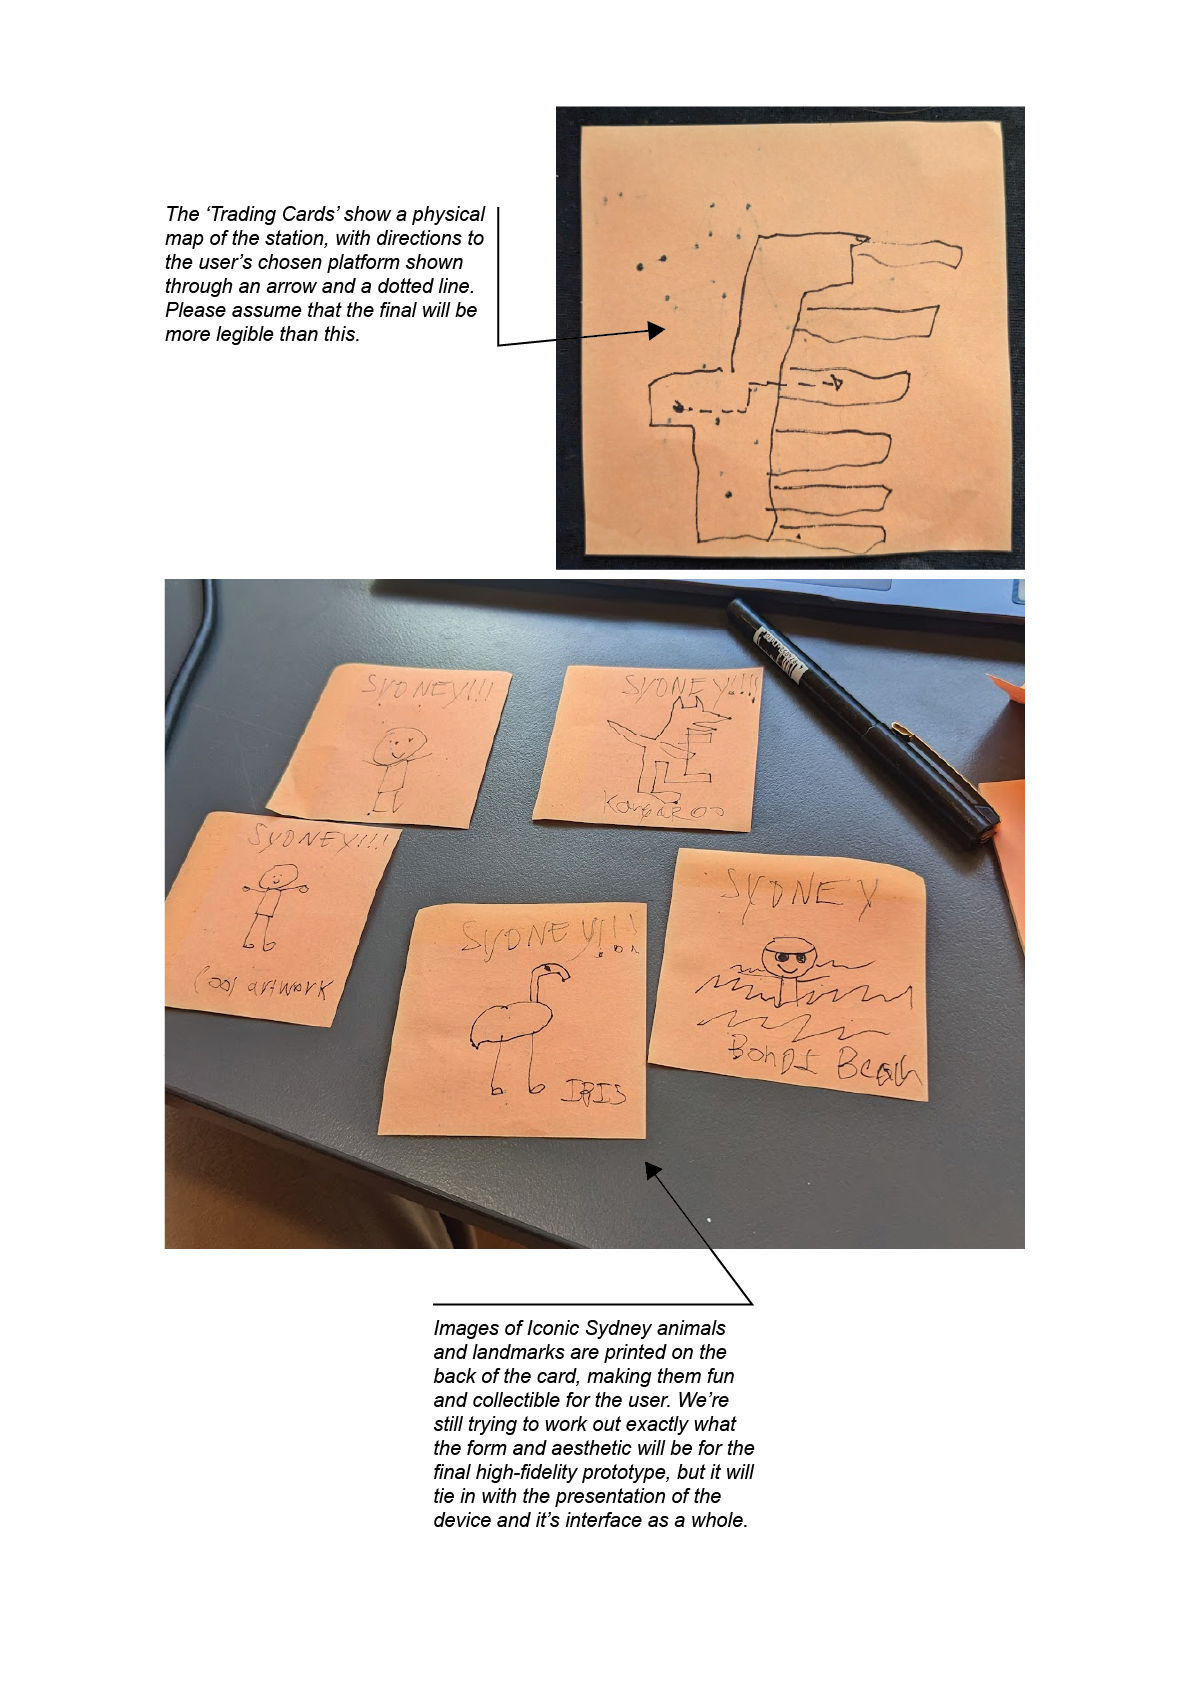 The ‘Trading Cards’ show a physical
map of the station, with directions to
the user’s chosen platform shown
through an arrow and a dotted line.
Please assume that the final will be
more legible than this.
SYDNEY!!!
SYDNEY!!!!
Kangaroo
SYDNEY!!!
Cool artwork
SYDNEY!!!
IBIS
SYDNEY
Bondi Beach
Images of Iconic Sydney animals
and landmarks are printed on the
back of the card, making them fun
and collectible for the user. We’re
still trying to work out exactly what
the form and aesthetic will be for the
final high-fidelity prototype, but it will
tie in with the presentation of the
device and it’s interface as a whole.